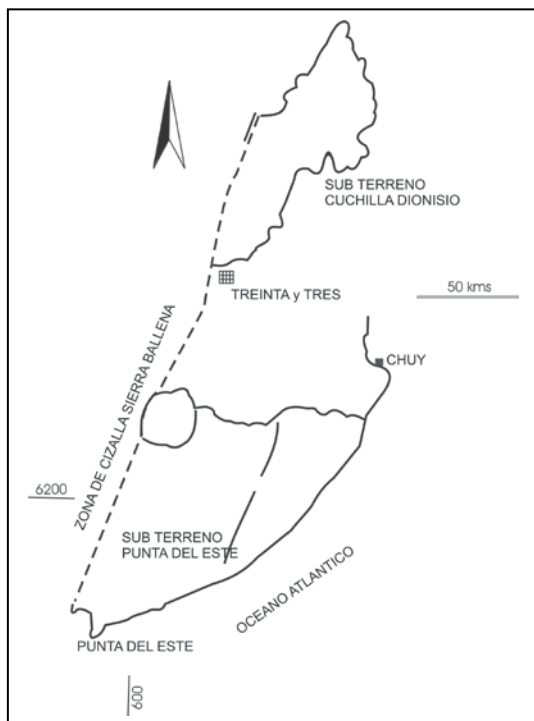 SUB TERRENO
CUCHILLA DIONISIO
TREINTA y TRES
50 kms
CHUY
ZONA DE CIZALLA SIERRA BALLENA
6200
SUB TERRENO
PUNTA DEL ESTE
OCEANO ATLANTICO
PUNTA DEL ESTE
600